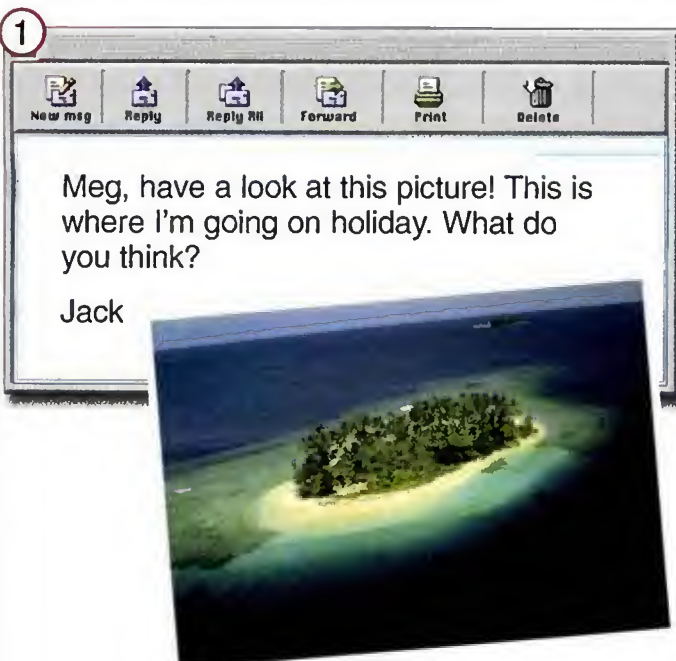 1
New msg Reply Reply All Forward Print Delete
Meg, have a look at this picture! This is
where I'm going on holiday. What do
you think?
Jack